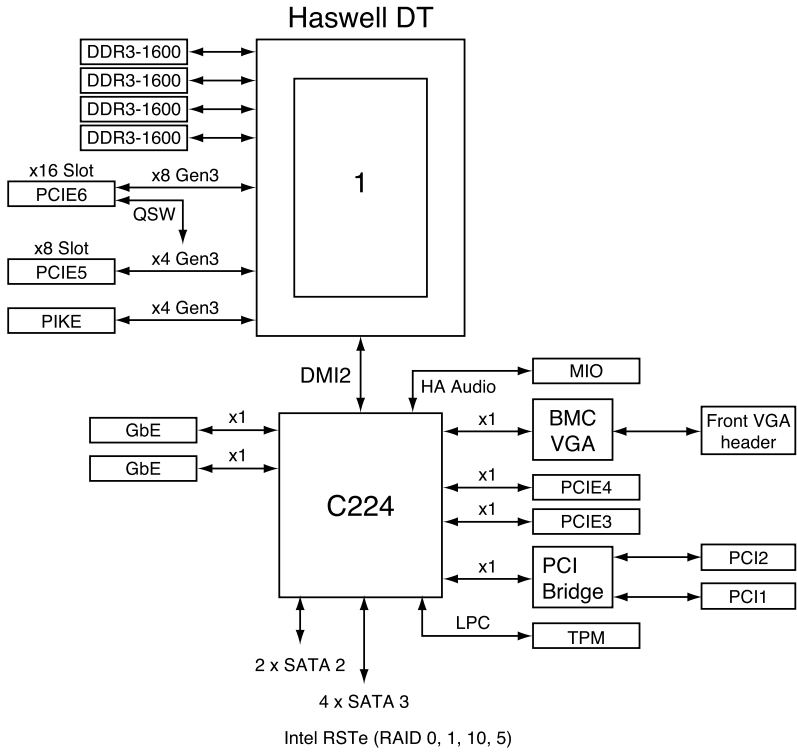 Haswell DT
DDR3-1600
DDR3-1600
DDR3-1600
DDR3-1600
1
x16 Slot
PCIE6
x8 Gen3
QSW
x8 Slot
PCIE5
x4 Gen3
PIKE
x4 Gen3
DMI2
HA Audio
MIO
GbE
x1
GbE
x1
C224
x1
BMC
VGA
Front VGA
header
x1
PCIE4
x1
PCIE3
x1
PCI
Bridge
PCI2
PCI1
LPC
TPM
2 x SATA 2
4 x SATA 3
Intel RSTe (RAID 0, 1, 10, 5)